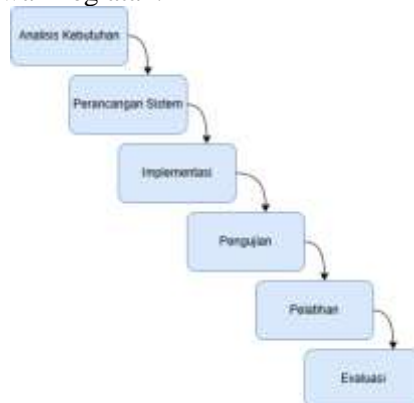 Analisis Kebutuhan
Perancangan Sistem
Implementasi
Pengujian
Pelatihan
Evaluasi